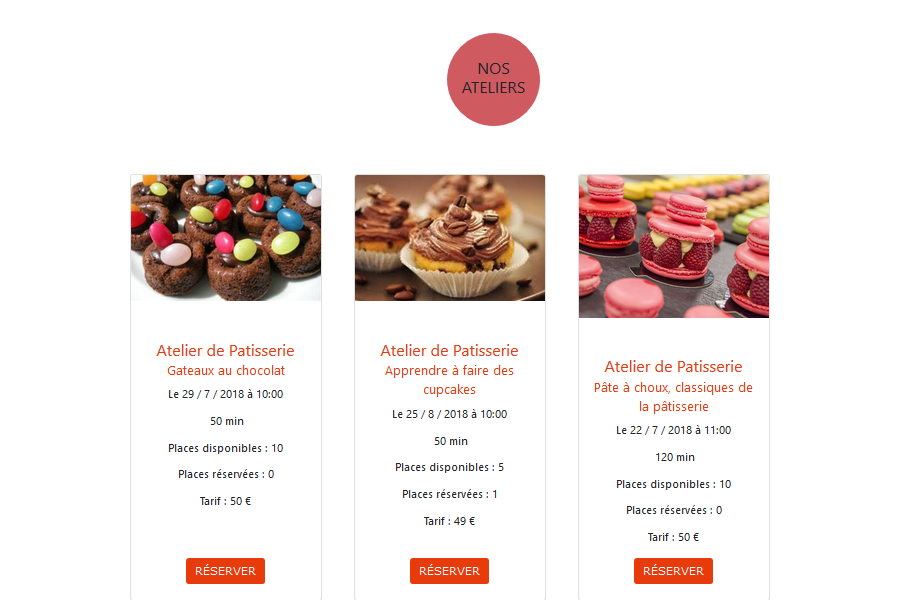 NOS
ATELIERS
Atelier de Patisserie
Gateaux au chocolat
Le 29 / 7 / 2018 à 10:00
50 min
Places disponibles : 10
Places réservées : 0
Tarif : 50 €
RÉSERVER
Atelier de Patisserie
Apprendre à faire des
cupcakes
Le 25 / 8 / 2018 à 10:00
50 min
Places disponibles : 5
Places réservées : 1
Tarif : 49 €
RÉSERVER
Atelier de Patisserie
Pâte à choux, classiques de
la pâtisserie
Le 22 / 7 / 2018 à 11:00
120 min
Places disponibles : 10
Places réservées : 0
Tarif : 50 €
RÉSERVER